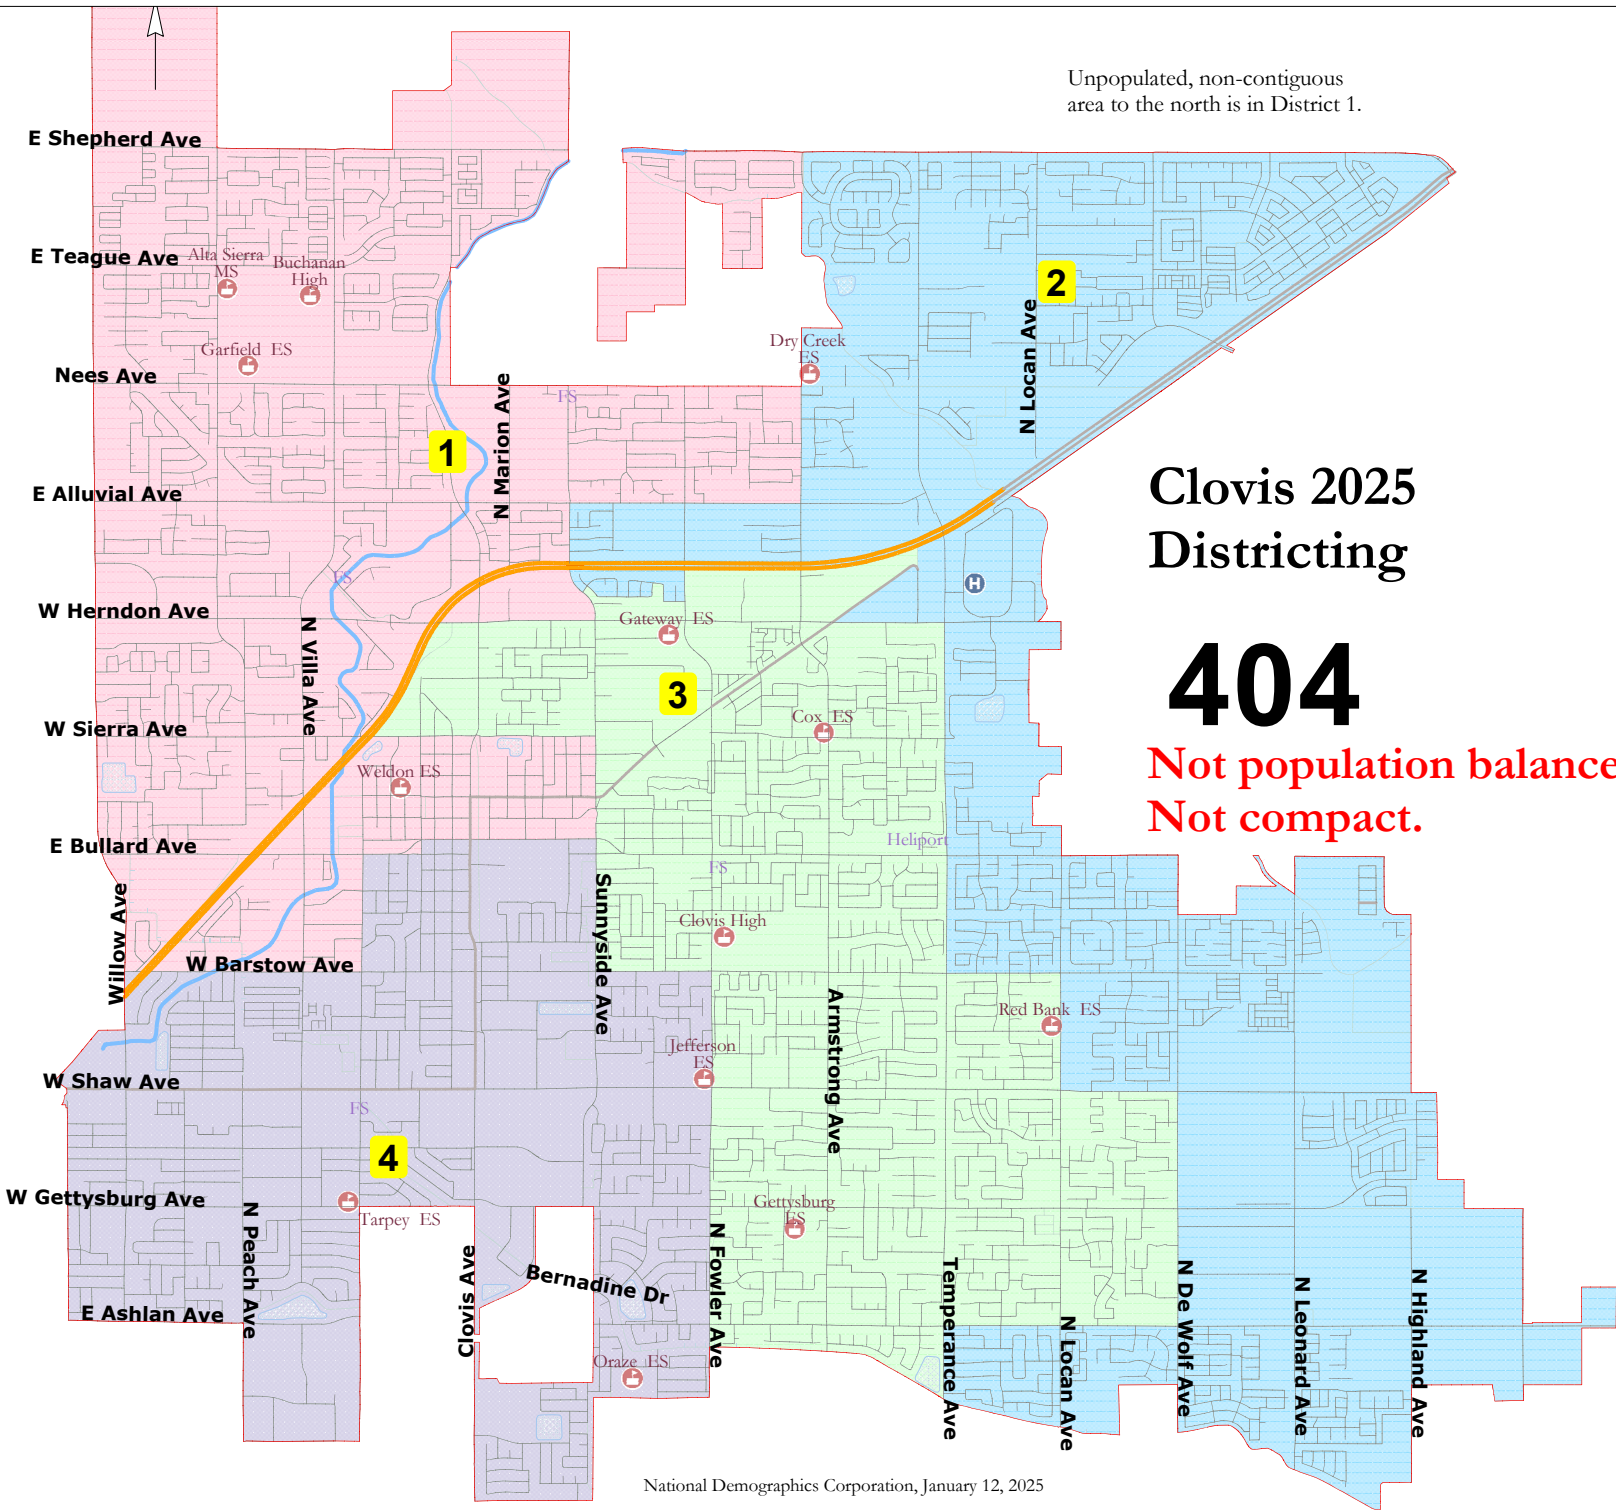 Unpopulated, non-contiguous
area to the north is in District 1.
E Shepherd Ave
E Teague Ave
Alta Sierra
MS
Buchanan
High
2
N Locan Ave
Garfield ES
Dry Creek
ES
Nees Ave
FS
N Marion Ave
1
E Alluvial Ave
Clovis 2025
Districting
FS
H
W Herndon Ave
N Villa Ave
Gateway ES
3
404
Cox ES
W Sierra Ave
Not population balance
Not compact.
Weldon ES
E Bullard Ave
Heliport
FS
Willow Ave
Sunnyside Ave
Clovis High
W Barstow Ave
Armstrong Ave
Red Bank ES
Jefferson
ES
W Shaw Ave
FS
4
W Gettysburg Ave
Tarpey ES
Gettysburg
ES
N Peach Ave
Clovis Ave
Bernadine Dr
N Fowler Ave
Temperance Ave
N Locan Ave
N De Wolf Ave
N Leonard Ave
N Highland Ave
E Ashlan Ave
Oraze ES
National Demographics Corporation, January 12, 2025